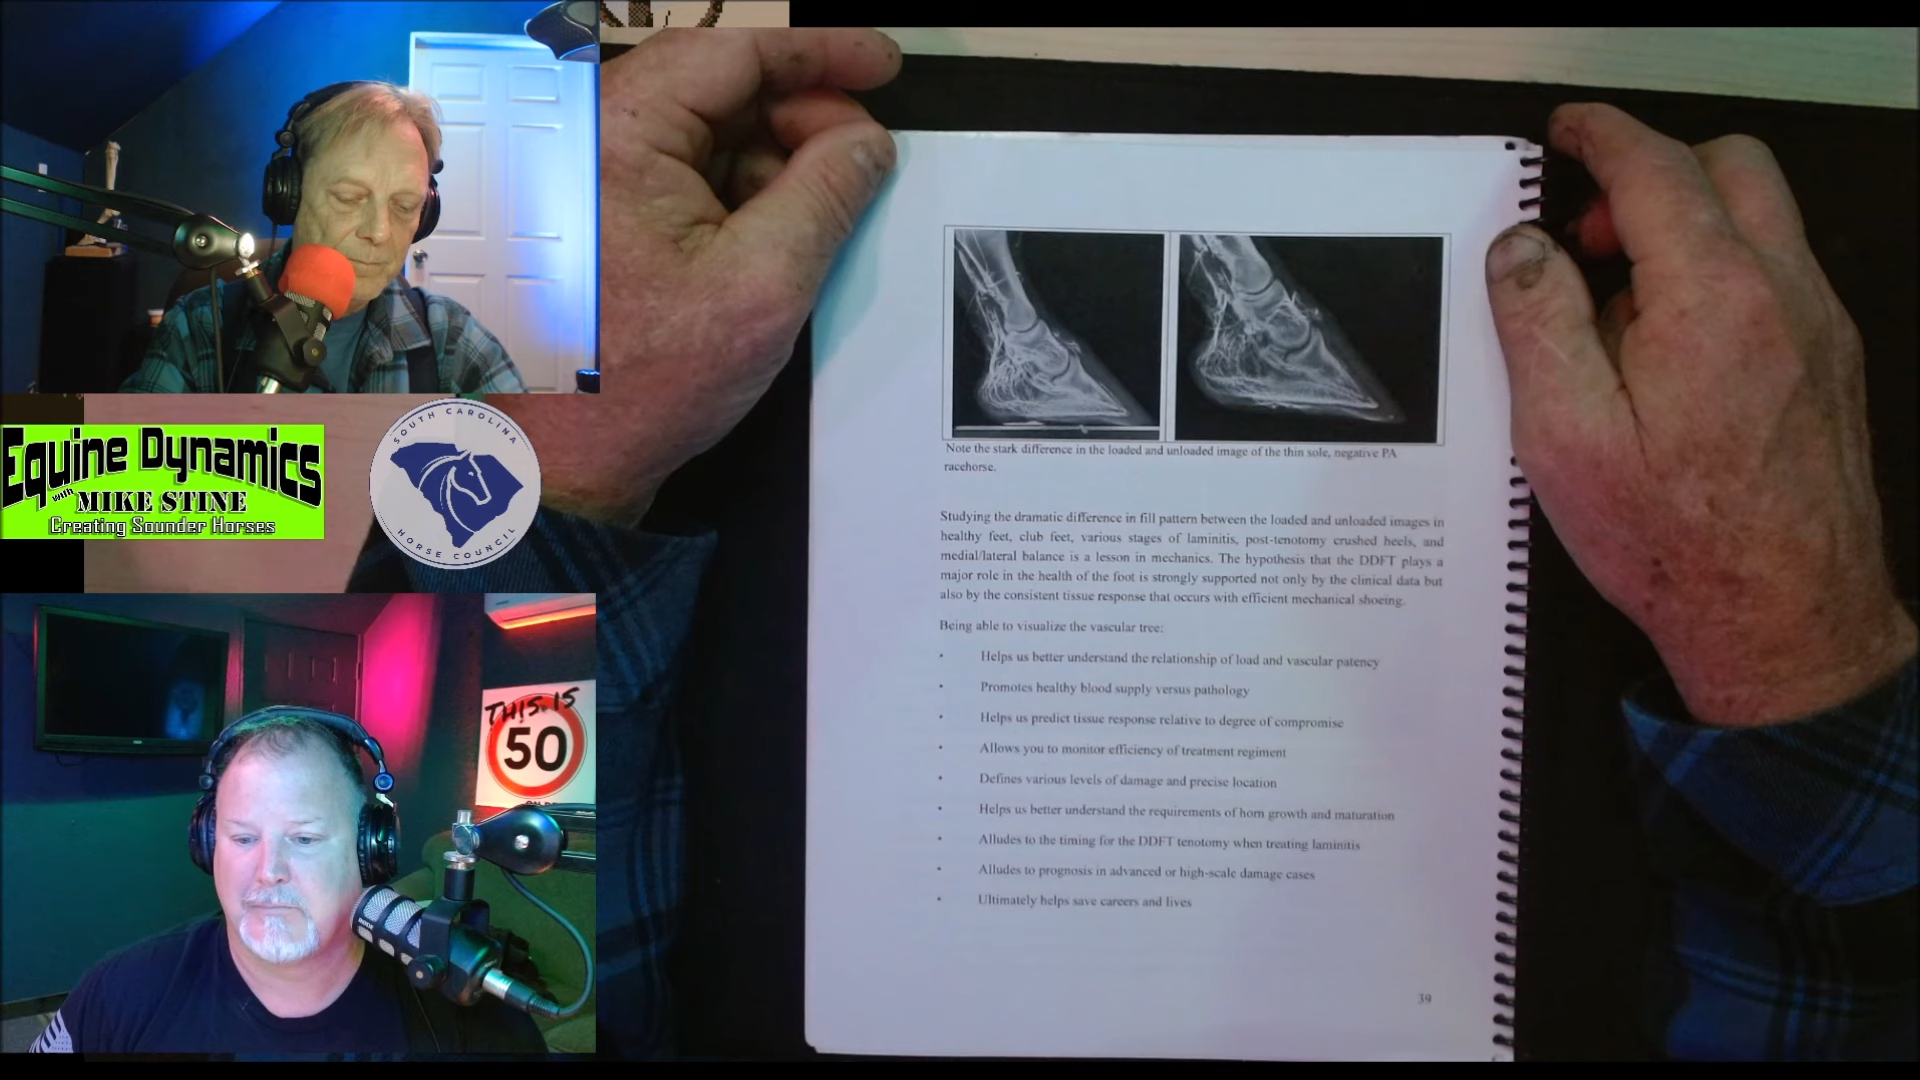 Equine Dynamics
with MIKE STINE
Creating Sounder Horses
SOUTH CAROLINA
HORSE COUNCIL
THIS IS
50
Note the stark difference in the loaded and unloaded image of the thin sole, negative PA
racehorse.
Studying the dramatic difference in fill pattern between the loaded and unloaded images in
healthy feet, club feet, various stages of laminitis, post-tenotomy crushed heels, and
medial/lateral balance is a lesson in mechanics. The hypothesis that the DDFT plays a
major role in the health of the foot is strongly supported not only by the clinical data but
also by the consistent tissue response that occurs with efficient mechanical shoeing.
Being able to visualize the vascular tree:
• Helps us better understand the relationship of load and vascular patency
• Promotes healthy blood supply versus pathology
• Helps us predict tissue response relative to degree of compromise
• Allows you to monitor efficiency of treatment regiment
• Defines various levels of damage and precise location
• Helps us better understand the requirements of horn growth and maturation
• Alludes to the timing for the DDFT tenotomy when treating laminitis
• Alludes to prognosis in advanced or high-scale damage cases
• Ultimately helps save careers and lives
39